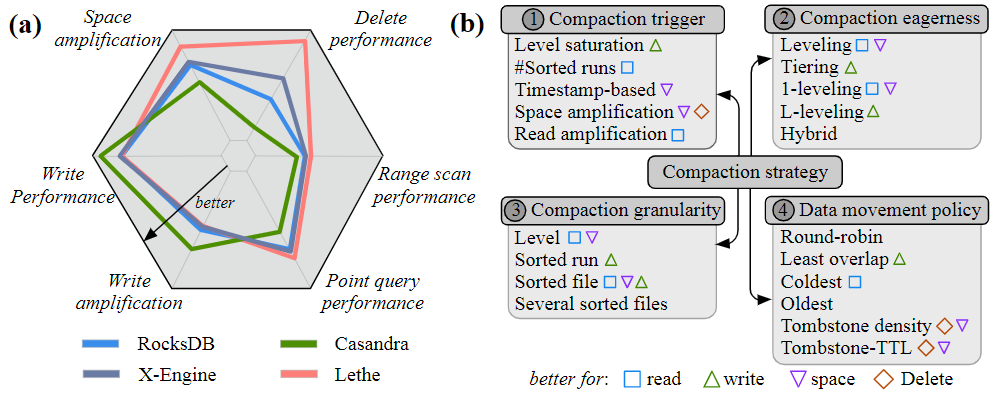 (a)
Space
amplification
Delete
performance
Write
Performance
Range scan
performance
better
Write
amplification
Point query
performance
RocksDB
Casandra
X-Engine
Lethe
(b)
1 Compaction trigger
Level saturation
#Sorted runs
Timestamp-based
Space amplification
Read amplification
2 Compaction eagerness
Leveling
Tiering
1-leveling
L-leveling
Hybrid
Compaction strategy
3 Compaction granularity
Level
Sorted run
Sorted file
Several sorted files
4 Data movement policy
Round-robin
Least overlap
Coldest
Oldest
Tombstone density
Tombstone-TTL
better for: read write space Delete